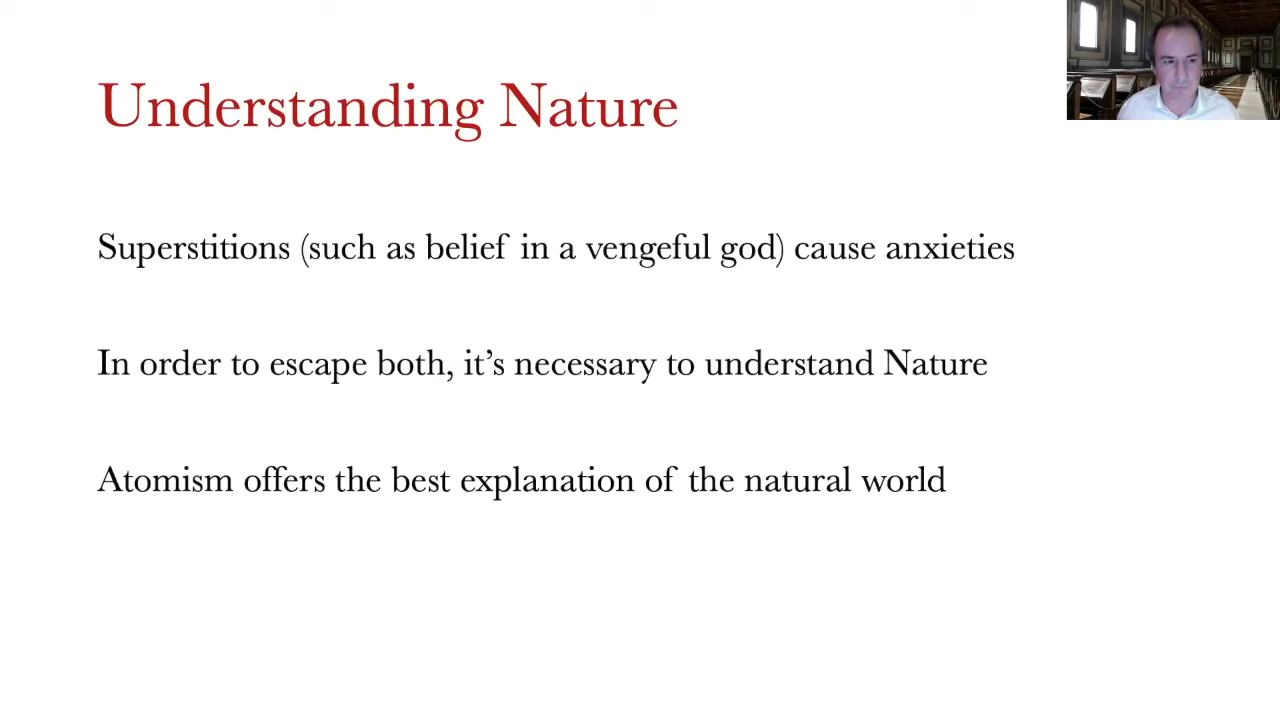 Understanding Nature
Superstitions (such as belief in a vengeful god) cause anxieties
In order to escape both, it’s necessary to understand Nature
Atomism offers the best explanation of the natural world